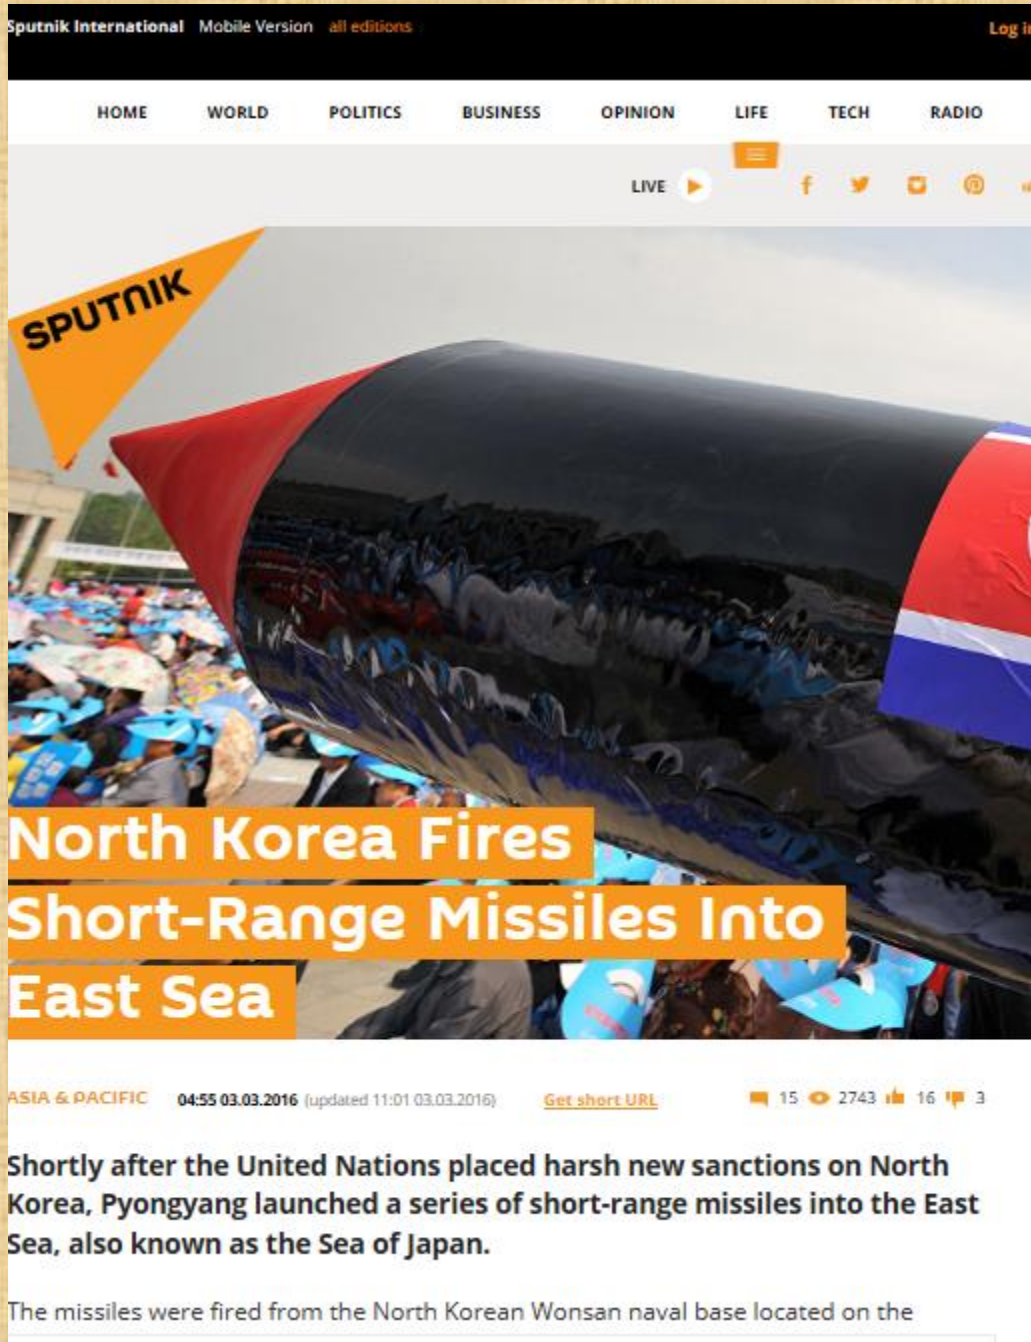 Sputnik International Mobile Version all editions Log in
HOME WORLD POLITICS BUSINESS OPINION LIFE TECH RADIO
LIVE
SPUTNIK
North Korea Fires
Short-Range Missiles Into
East Sea
ASIA & PACIFIC 04:55 03.03.2016 (updated 11:01 03.03.2016) Get short URL 15 2743 16 3
Shortly after the United Nations placed harsh new sanctions on North
Korea, Pyongyang launched a series of short-range missiles into the East
Sea, also known as the Sea of Japan.
The missiles were fired from the North Korean Wonsan naval base located on the